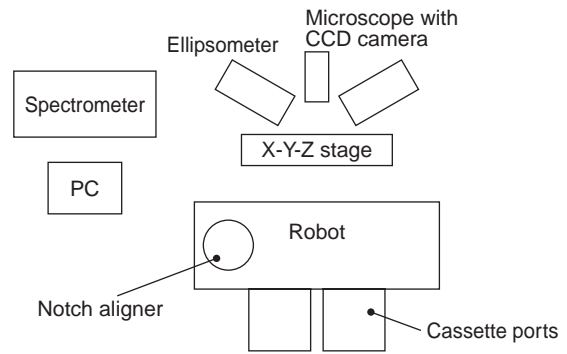 Microscope with
CCD camera
Ellipsometer
Spectrometer
X-Y-Z stage
PC
Robot
Notch aligner
Cassette ports